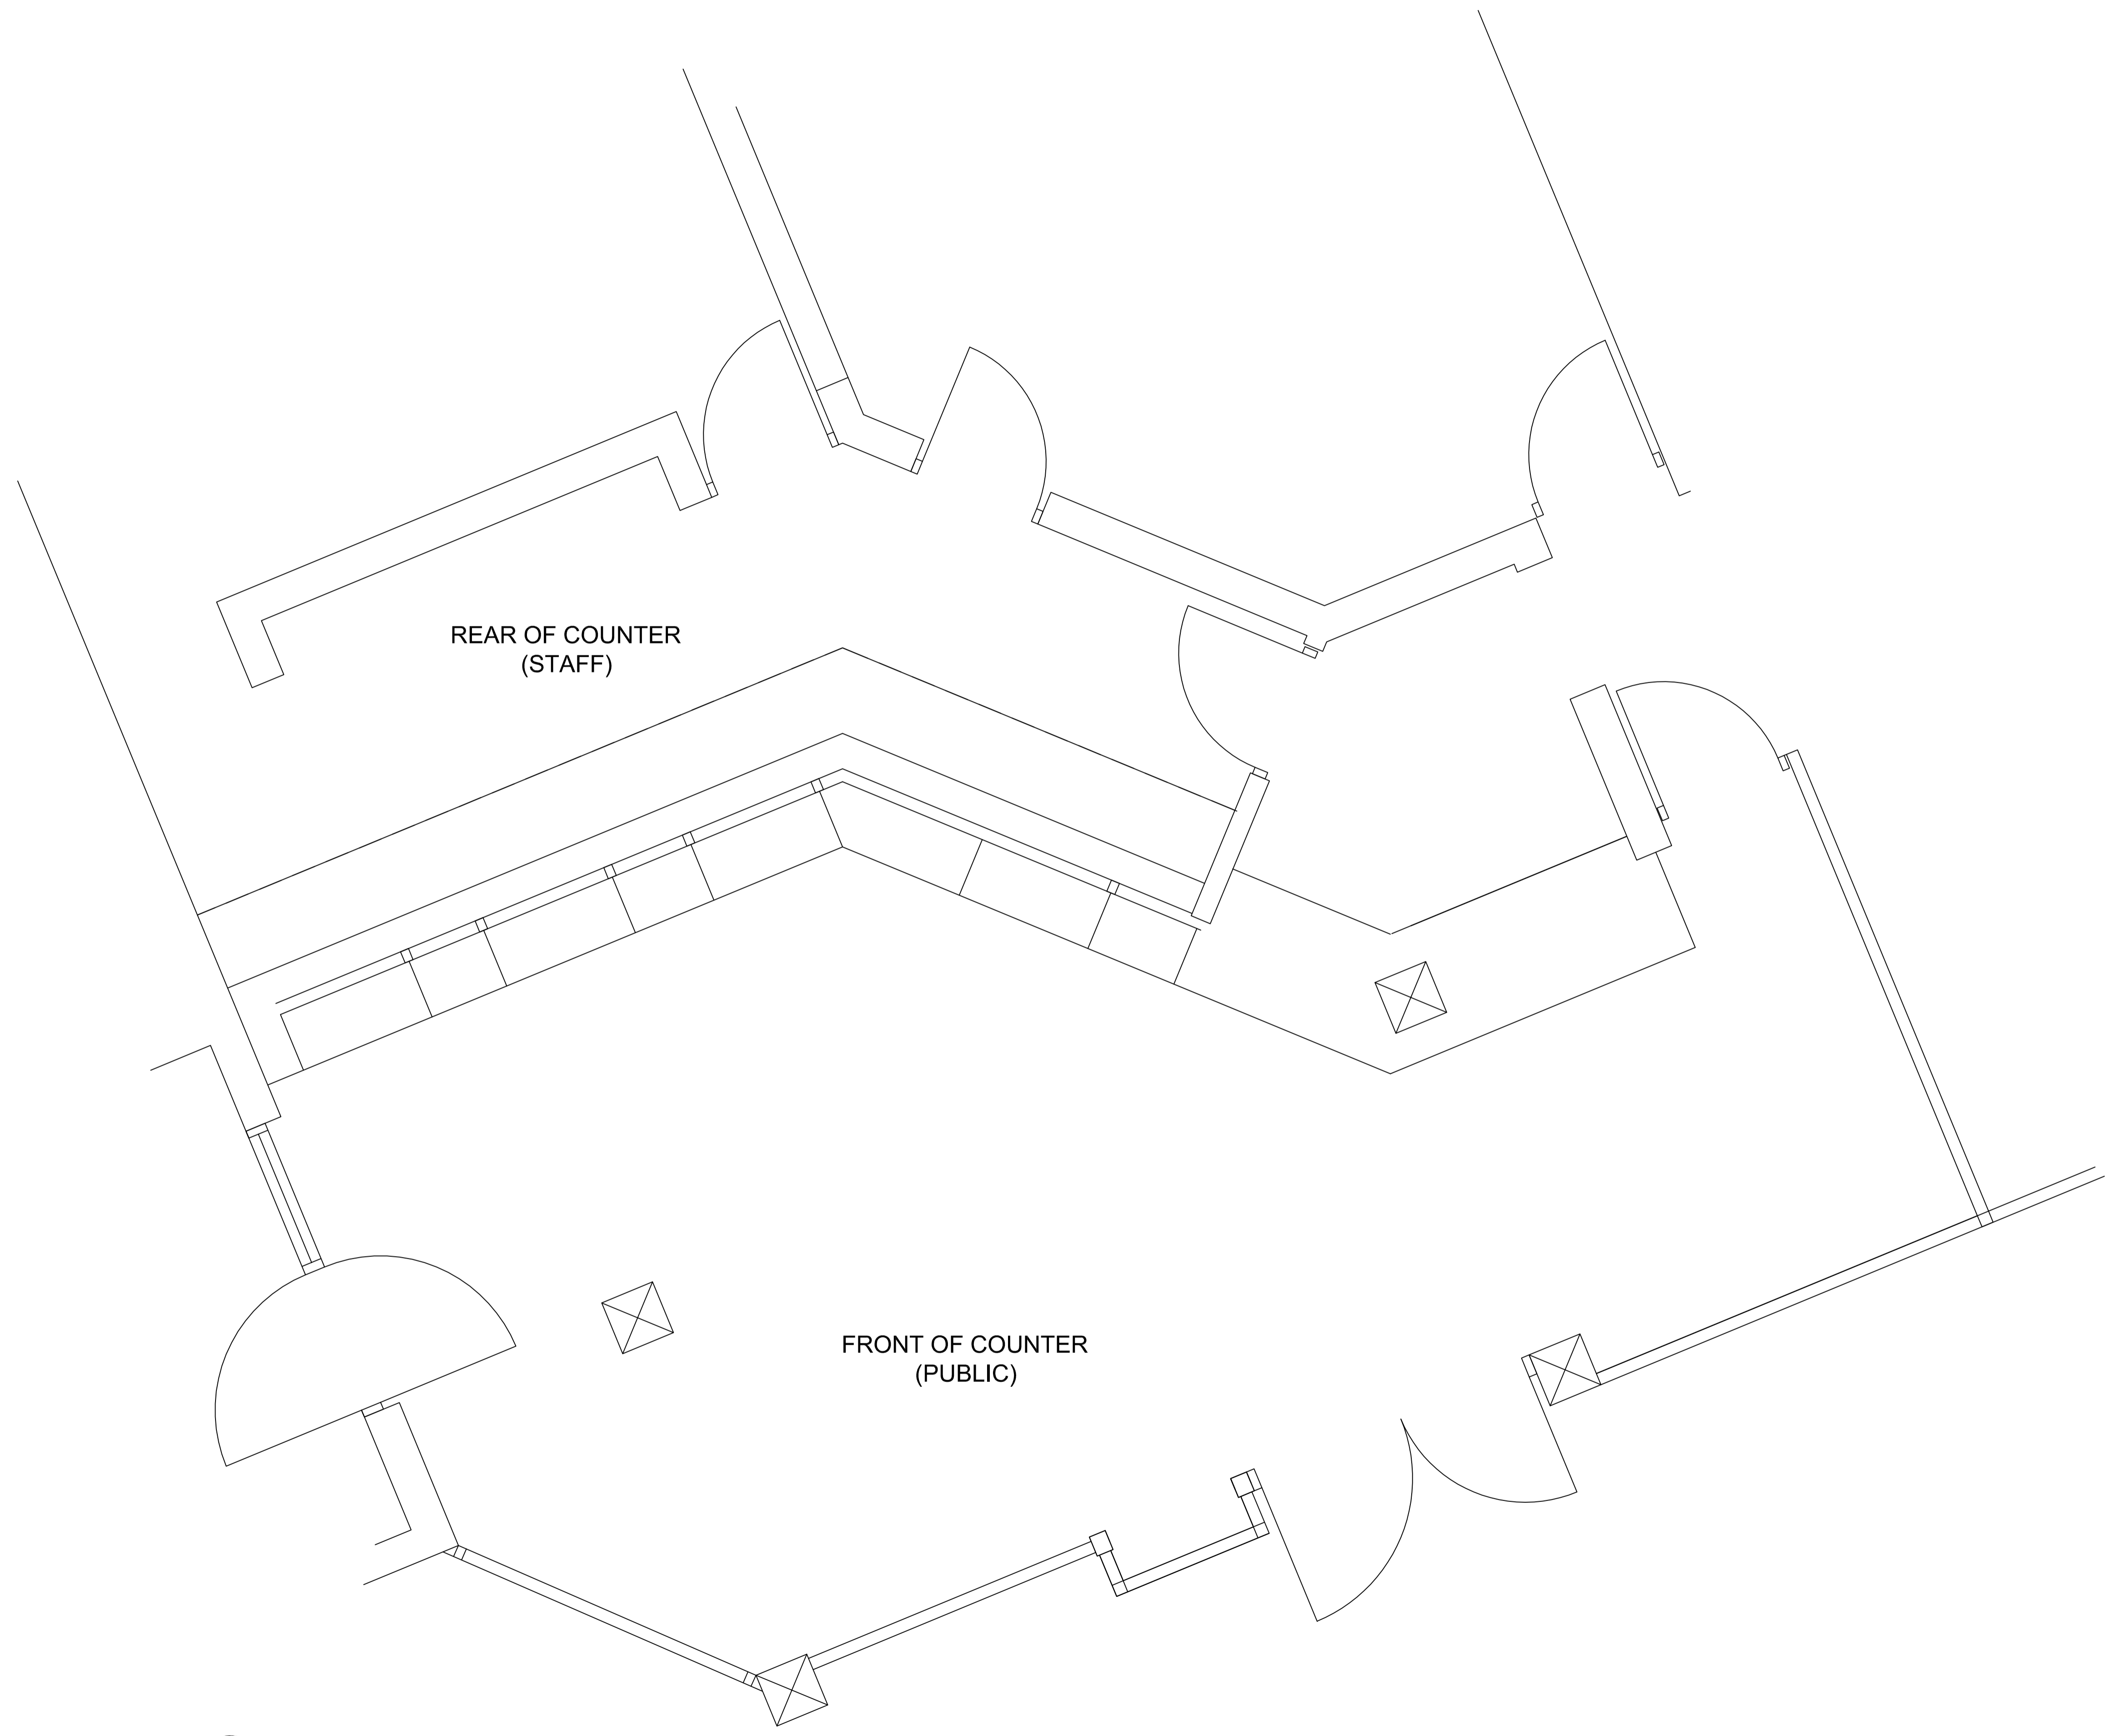 REAR OF COUNTER
(STAFF)
FRONT OF COUNTER
(PUBLIC)